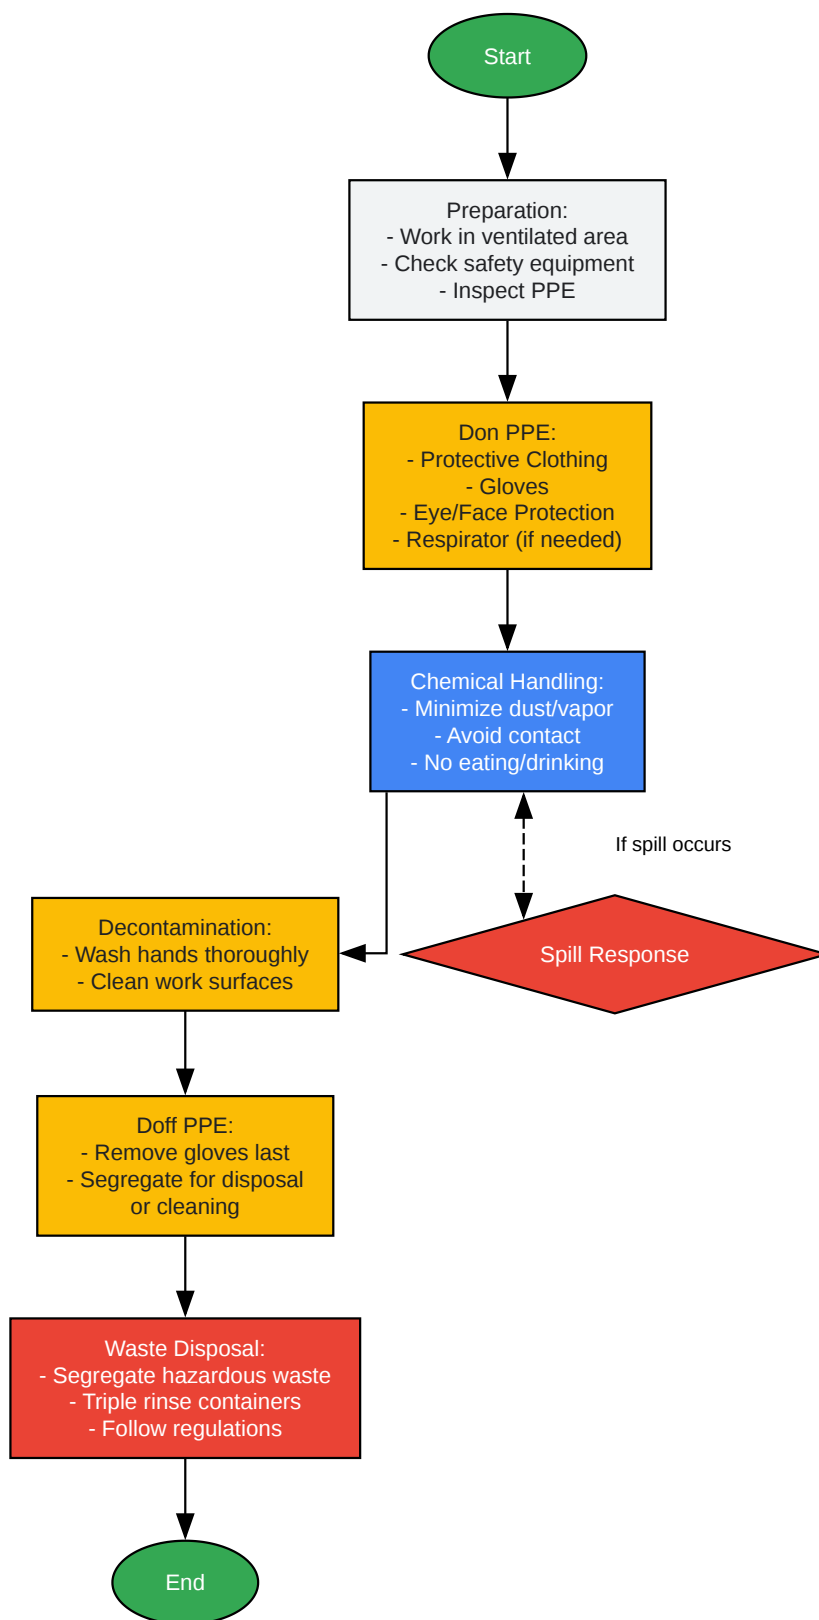 Start
Preparation:
- Work in ventilated area
- Check safety equipment
- Inspect PPE
Don PPE:
- Protective Clothing
- Gloves
- Eye/Face Protection
- Respirator (if needed)
Chemical Handling:
- Minimize dust/vapor
- Avoid contact
- No eating/drinking
If spill occurs
Decontamination:
- Wash hands thoroughly
- Clean work surfaces
Spill Response
Doff PPE:
- Remove gloves last
- Segregate for disposal
or cleaning
Waste Disposal:
- Segregate hazardous waste
- Triple rinse containers
- Follow regulations
End